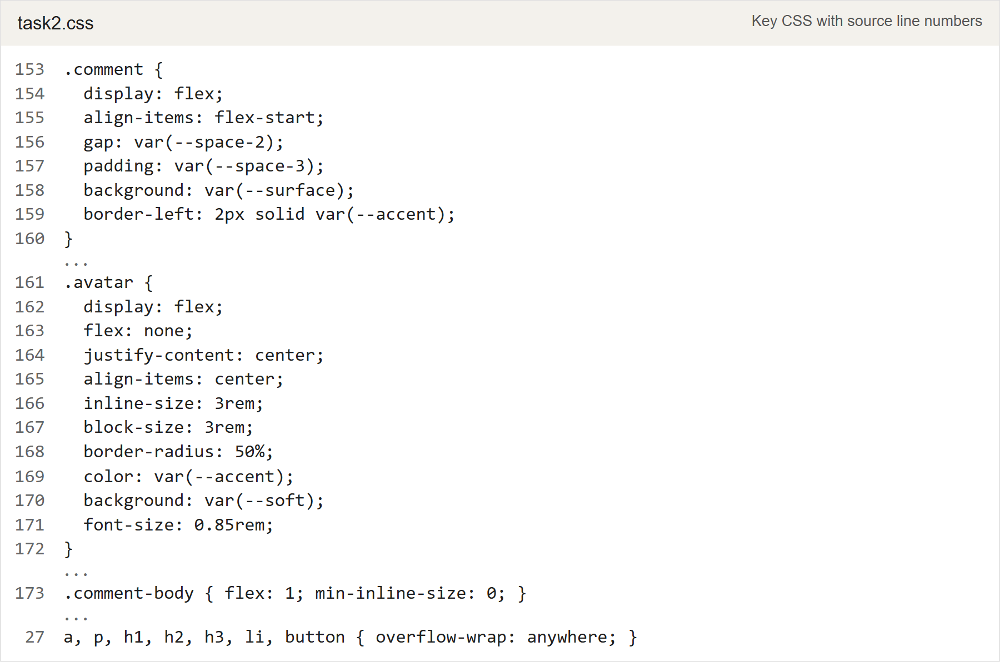 task2.css
Key CSS with source line numbers
153 .comment {
154   display: flex;
155   align-items: flex-start;
156   gap: var(--space-2);
157   padding: var(--space-3);
158   background: var(--surface);
159   border-left: 2px solid var(--accent);
160 }
...
161 .avatar {
162   display: flex;
163   flex: none;
164   justify-content: center;
165   align-items: center;
166   inline-size: 3rem;
167   block-size: 3rem;
168   border-radius: 50%;
169   color: var(--accent);
170   background: var(--soft);
171   font-size: 0.85rem;
172 }
...
173 .comment-body { flex: 1; min-inline-size: 0; }
...
27 a, p, h1, h2, h3, li, button { overflow-wrap: anywhere; }